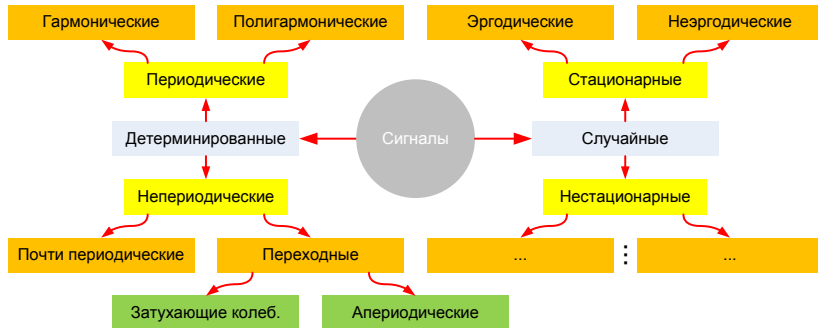 Гармонические
Полигармонические
Эргодические
Неэргодические
Периодические
Стационарные
Детерминированные
Сигналы
Случайные
Непериодические
Нестационарные
Почти периодические
Переходные
...
...
Затухающие колеб.
Апериодические